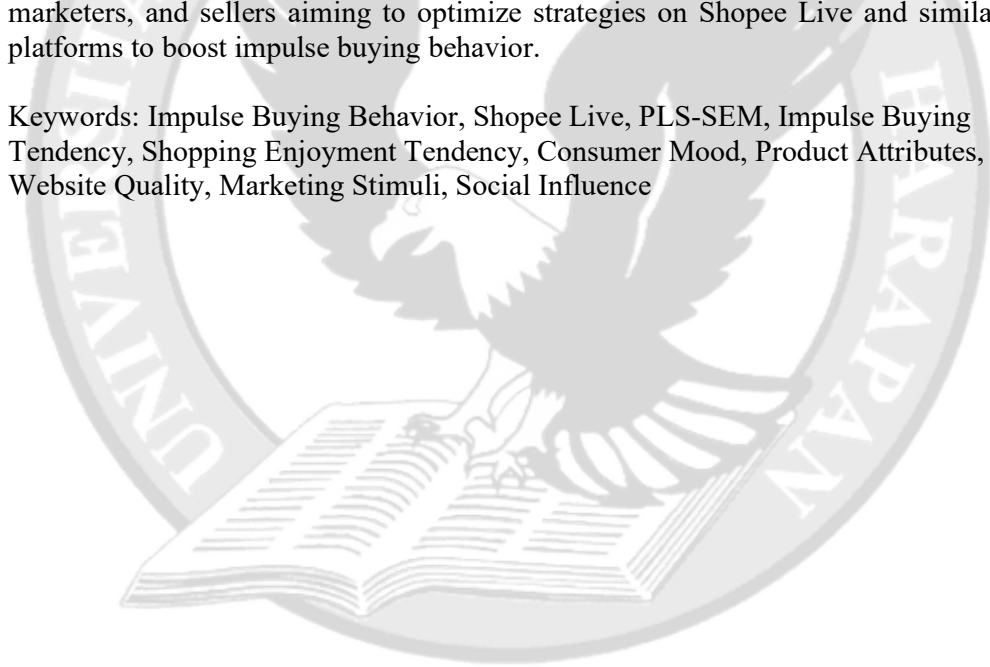 marketers, and sellers aiming to optimize strategies on Shopee Live and simila
platforms to boost impulse buying behavior.
Keywords: Impulse Buying Behavior, Shopee Live, PLS-SEM, Impulse Buying
Tendency, Shopping Enjoyment Tendency, Consumer Mood, Product Attributes,
Website Quality, Marketing Stimuli, Social Influence
UNIVERSIT
HARAPAN